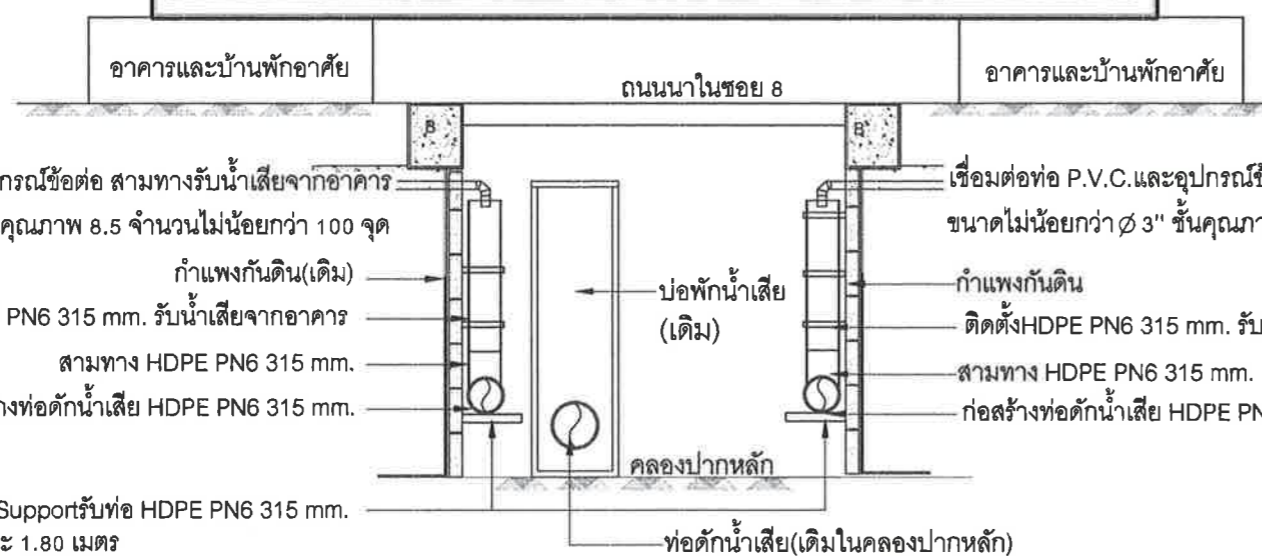 อาคารและบ้านพักอาศัย
ถนนนาในซอย 8
อาคารและบ้านพักอาศัย
B
B
กรณ์ข้อต่อ สามทางรับน้ำเสียจากอาคาร
คุณภาพ 8.5 จำนวนไม่น้อยกว่า 100 จุด
กำแพงกันดิน(เดิม)
PN6 315 mm. รับน้ำเสียจากอาคาร
สามทาง HDPE PN6 315 mm.
างท่อดักน้ำเสีย HDPE PN6 315 mm.
Supportรับท่อ HDPE PN6 315 mm.
ะ 1.80 เมตร
บ่อพักน้ำเสีย
(เดิม)
คลองปากหลัก
ท่อดักน้ำเสีย(เดิมในคลองปากหลัก)
เชื่อมต่อท่อ P.V.C.และอุปกรณ์ข้
ขนาดไม่น้อยกว่า Ø 3" ชั้นคุณภา
กำแพงกันดิน
ติดตั้งHDPE PN6 315 mm. รับ
สามทาง HDPE PN6 315 mm.
ก่อสร้างท่อดักน้ำเสีย HDPE PN